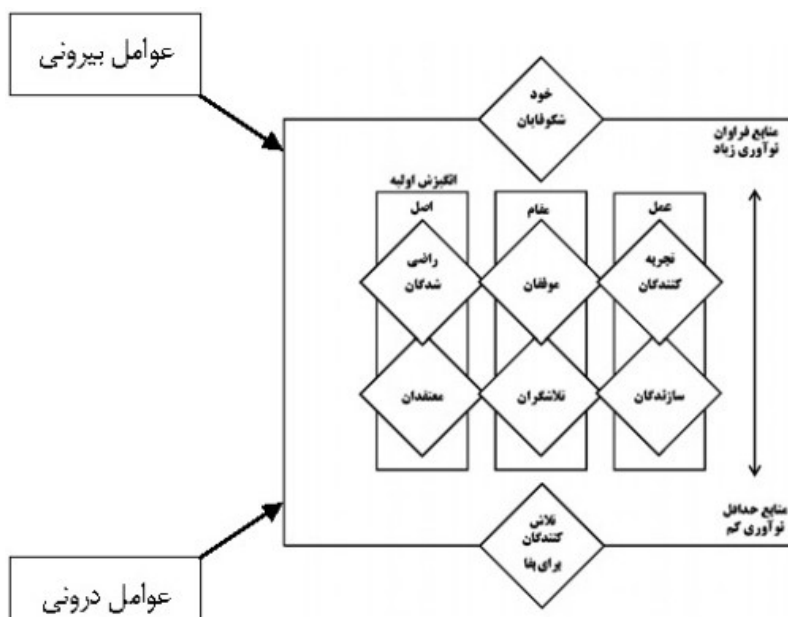 عوامل بیرونی
خود
شکوفایان
منابع فراوان
نوآوری زیاد
انگیزش اولیه
اصل
مقام
عمل
راضی
شدگان
موفقان
تجربه
کنندگان
معتقدان
تلاشگران
سازندگان
منابع حداقل
نوآوری کم
تلاش
کنندگان
برای بقا
عوامل درونی